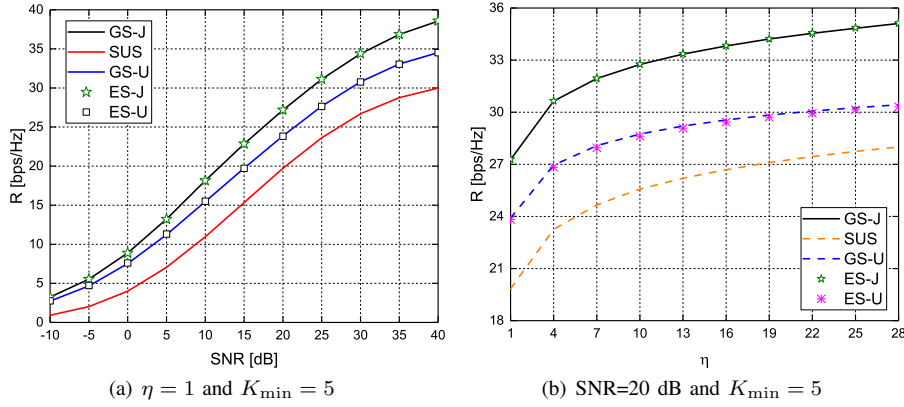 R [bps/Hz]
40
35
30
25
20
15
10
5
0
GS-J
SUS
GS-U
ES-J
ES-U
-10 -5 0 5 10 15 20 25 30 35 40
SNR [dB]
(a) η = 1 and Kmin = 5
R [bps/Hz]
36
33
30
27
24
21
18
GS-J
SUS
GS-U
ES-J
ES-U
1 4 7 10 13 16 19 22 25 28
η
(b) SNR=20 dB and Kmin = 5